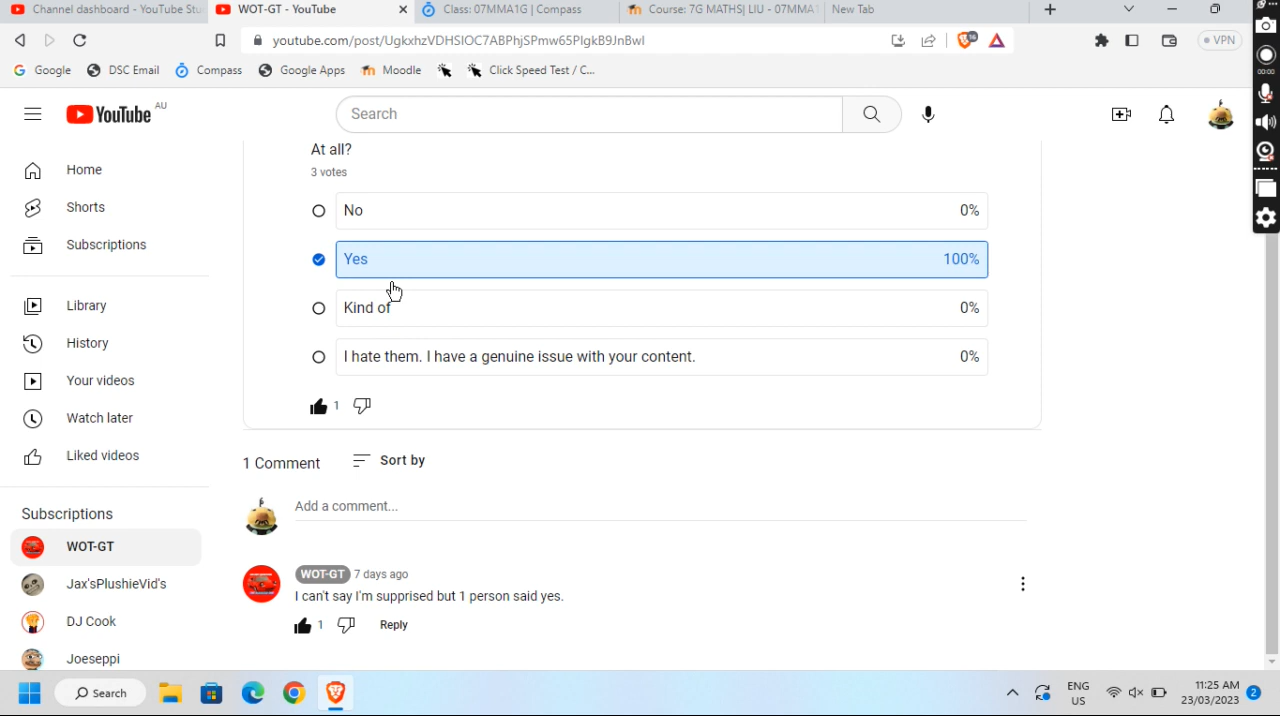 Channel dashboard - YouTube Stu
WOT-GT - YouTube
Class: 07MMA1G | Compass
Course: 7G MATHS| LIU - 07MMA
New Tab
youtube.com/post/UgkxhzVDHSIOC7ABPhjSPmw65PIgkB9JnBwI
16
VPN
Google
DSC Email
Compass
Google Apps
Moodle
Click Speed Test / C...
00:00
YouTube AU
Search
Home
Shorts
Subscriptions
Library
History
Your videos
Watch later
Liked videos
Subscriptions
WOT-GT
Jax'sPlushieVid's
DJ Cook
Joeseppi
At all?
3 votes
No 0%
Yes 100%
Kind of 0%
I hate them. I have a genuine issue with your content. 0%
1
1 Comment Sort by
Add a comment...
WOT-GT 7 days ago
I can't say I'm supprised but 1 person said yes.
1 Reply
Search
ENG
US
11:25 AM
23/03/2023
2